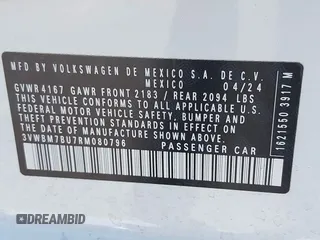 MFD BY VOLKSWAGEN DE MEXICO S.A. DE C.V.
MEXICO 04/24
GVWR 4167 GAWR FRONT 2183 / REAR 2094 LBS
THIS VEHICLE CONFORMS TO ALL APPLICABLE U.S.
FEDERAL MOTOR VEHICLE SAFETY, BUMPER AND
THEFT PREVENTION STANDARDS IN EFFECT ON THE
DATE OF MANUFACTURE SHOWN ABOVE.
3VWBM7BU7RM080796 PASSENGER CAR
1621550 3917 M
DREAMBID